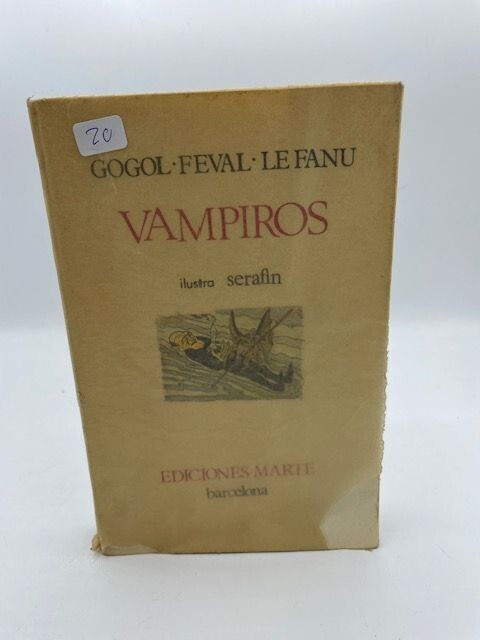 20
GOGOL·FEVAL·LE FANU
VAMPIROS
ilustra serafin
EDICIONES MARTE
barcelona